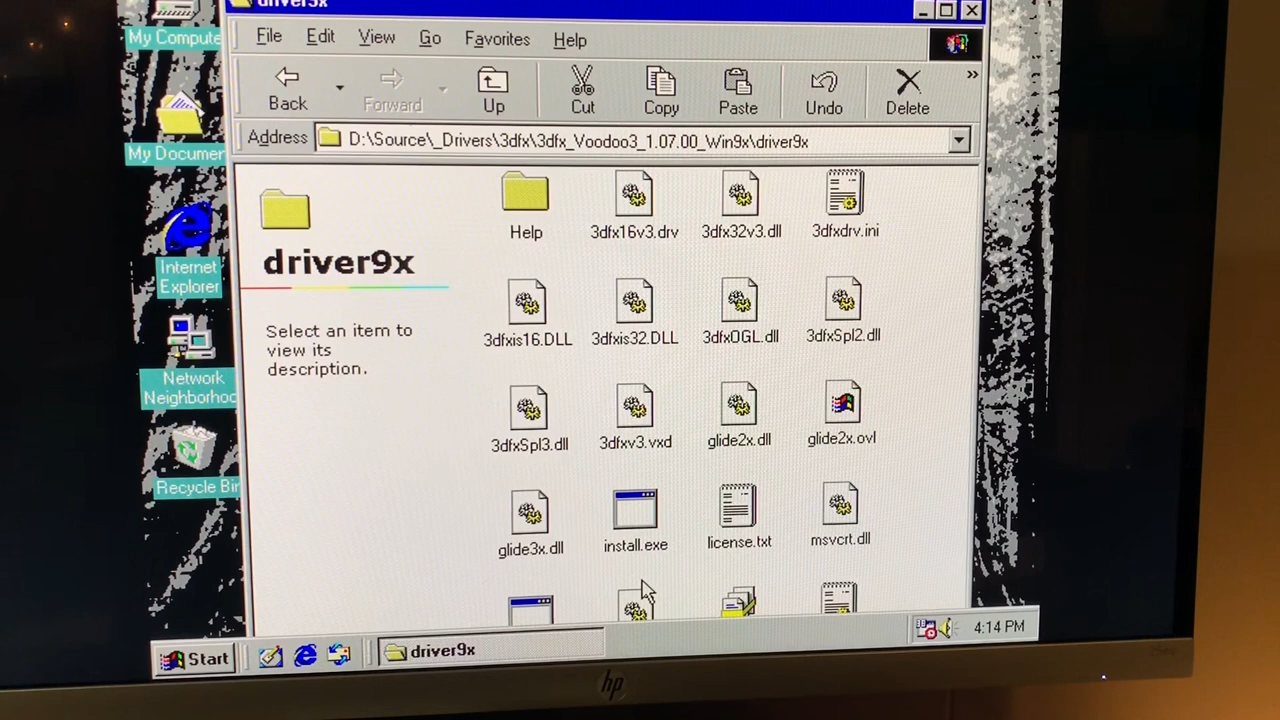 driver9x
My Compute
File Edit View Go Favorites Help
Back Forward Up Cut Copy Paste Undo Delete
Address D:\Source\_Drivers\3dfx\3dfx_Voodoo3_1.07.00_Win9x\driver9x
My Documen
Internet
Explorer
Network
Neighborhoo
Recycle Bin
driver9x
Select an item to
view its
description.
Help 3dfx16v3.drv 3dfx32v3.dll 3dfxdrv.ini
3dfxis16.DLL 3dfxis32.DLL 3dfxOGL.dll 3dfxSpl2.dll
3dfxSpl3.dll 3dfxv3.vxd glide2x.dll glide2x.ovl
glide3x.dll install.exe license.txt msvcrt.dll
Start driver9x 4:14 PM
hp